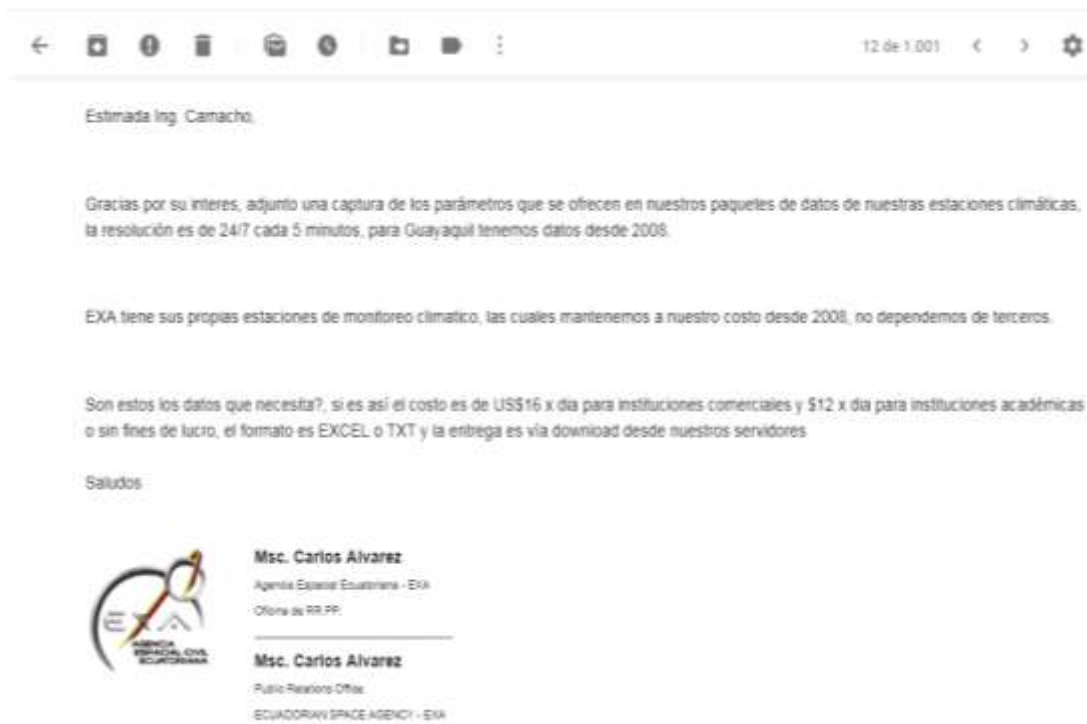 12 de 1.001
Estimada Ing. Camacho,
Gracias por su interes, adjunto una captura de los parámetros que se ofrecen en nuestros paquetes de datos de nuestras estaciones climáticas,
la resolución es de 24/7 cada 5 minutos, para Guayaquil tenemos datos desde 2008.
EXA tiene sus propias estaciones de monitoreo climatico, las cuales mantenemos a nuestro costo desde 2008, no dependemos de terceros.
Son estos los datos que necesita?, si es así el costo es de US$16 x dia para instituciones comerciales y $12 x dia para instituciones académicas
o sin fines de lucro, el formato es EXCEL o TXT y la entrega es vía download desde nuestros servidores
Saludos
EXA
AGENCIA
ESPACIAL CIVIL
ECUATORIANA
Msc. Carlos Alvarez
Agencia Espacial Ecuatoriana - EXA
Oficina de RR.PP.
Msc. Carlos Alvarez
Public Relations Office
ECUADORIAN SPACE AGENCY - EXA